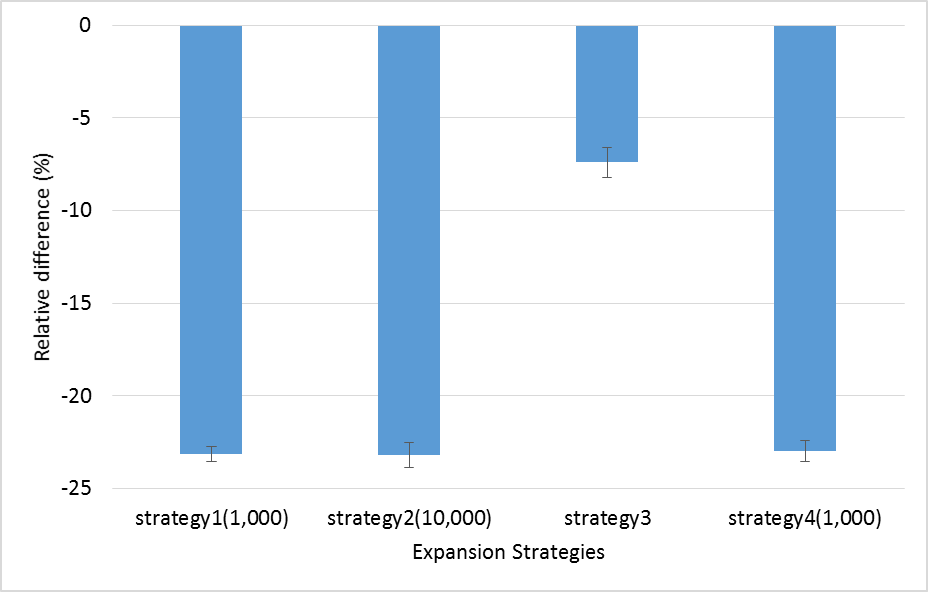 0
-5
-10
-15
-20
-25
Relative difference (%)
strategy1(1,000) strategy2(10,000) strategy3 strategy4(1,000)
Expansion Strategies